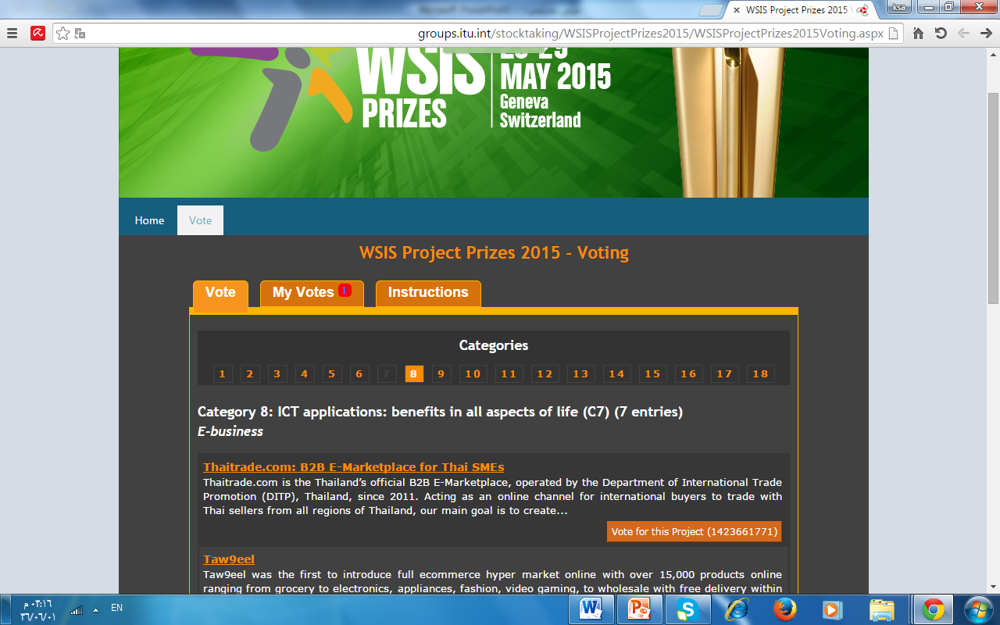 WSIS Project Prizes 2015
ksa
groups.itu.int/stocktaking/WSISProjectPrizes2015/WSISProjectPrizes2015Voting.aspx
WSIS
PRIZES
MAY 2015
Geneva
Switzerland
Home
Vote
WSIS Project Prizes 2015 - Voting
Vote
My Votes 1
Instructions
Categories
1 2 3 4 5 6 7 8 9 10 11 12 13 14 15 16 17 18
Category 8: ICT applications: benefits in all aspects of life (C7) (7 entries)
E-business
Thaitrade.com: B2B E-Marketplace for Thai SMEs
Thaitrade.com is the Thailand's official B2B E-Marketplace, operated by the Department of International Trade
Promotion (DITP), Thailand, since 2011. Acting as an online channel for international buyers to trade with
Thai sellers from all regions of Thailand, our main goal is to create...
Vote for this Project (1423661771)
Taw9eel
Taw9eel was the first to introduce full ecommerce hyper market online with over 15,000 products online
ranging from grocery to electronics, appliances, fashion, video gaming, to wholesale with free delivery within
٠٣:١٦ م
٣٦/٠٦/٠١
EN